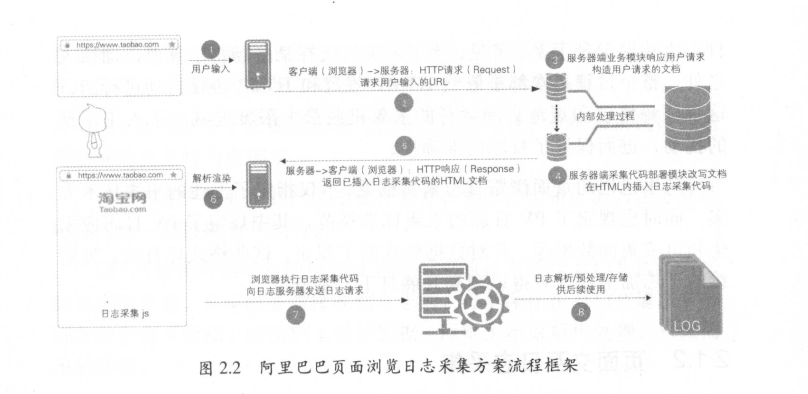 https://www.taobao.com
1
用户输入
客户端（浏览器）->服务器：HTTP请求（Request）
请求用户输入的URL
2
3 服务器端业务模块响应用户请求
构造用户请求的文档
内部处理过程
4 服务器端采集代码部署模块改写文档
在HTML内插入日志采集代码
5
服务器->客户端（浏览器）：HTTP响应（Response）
返回已插入日志采集代码的HTML文档
解析渲染
6
https://www.taobao.com
淘宝网
Taobao.com
日志采集 js
浏览器执行日志采集代码
向日志服务器发送日志请求
7
日志解析/预处理/存储
供后续使用
8
LOG
图 2.2 阿里巴巴页面浏览日志采集方案流程框架